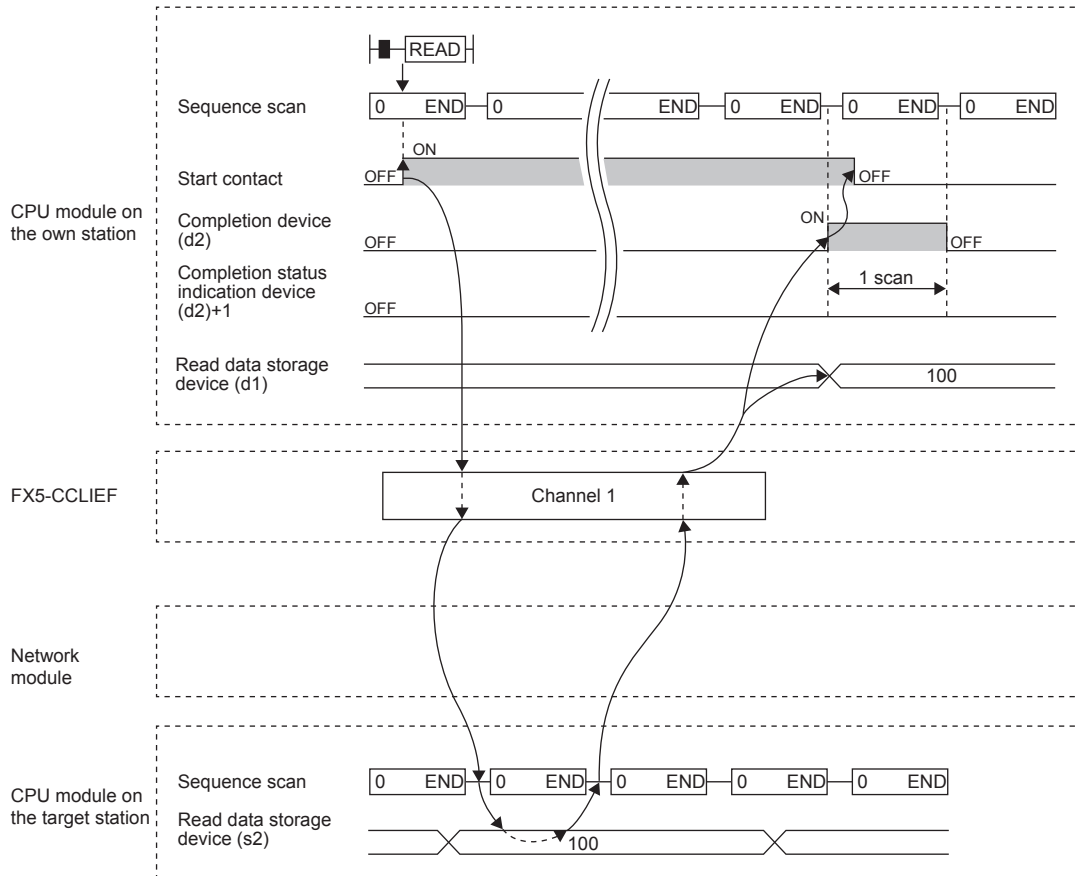 READ
Sequence scan
0 END 0 END 0 END 0 END 0 END
ON
Start contact
OFF
OFF
CPU module on
the own station
Completion device
(d2)
ON
OFF
OFF
Completion status
indication device
(d2)+1
1 scan
OFF
Read data storage
device (d1)
100
FX5-CCLIEF
Channel 1
Network
module
CPU module on
the target station
Sequence scan
0 END 0 END 0 END 0 END 0 END
Read data storage
device (s2)
100